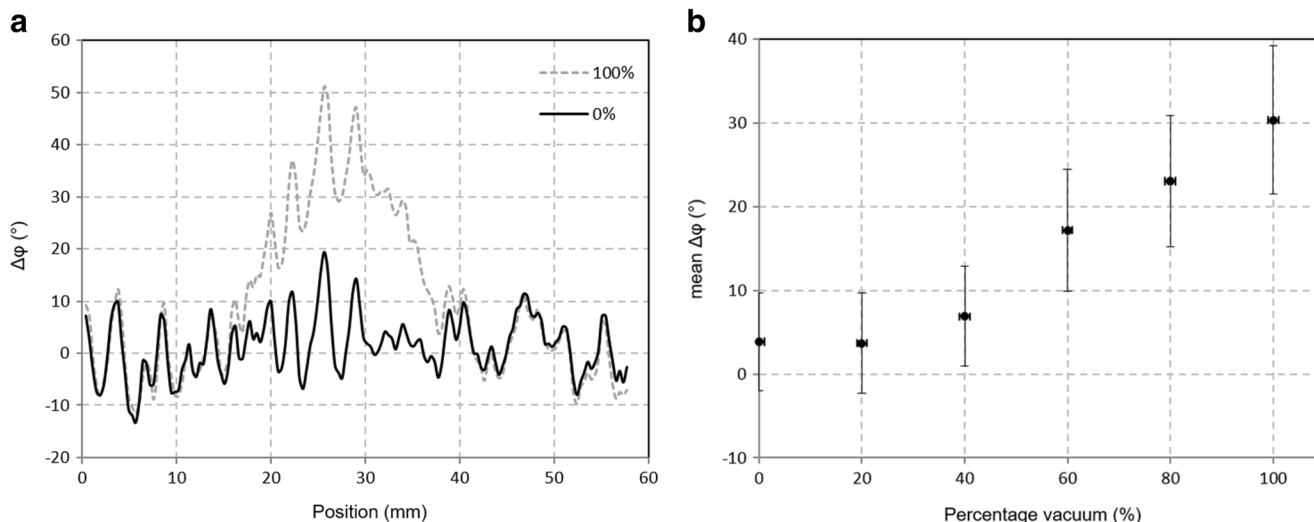 a
60
50
40
30
20
10
0
-10
-20
Δφ (°)
100%
0%
0 10 20 30 40 50 60
Position (mm)
b
40
30
20
10
0
-10
mean Δφ (°)
0 20 40 60 80 100
Percentage vacuum (%)